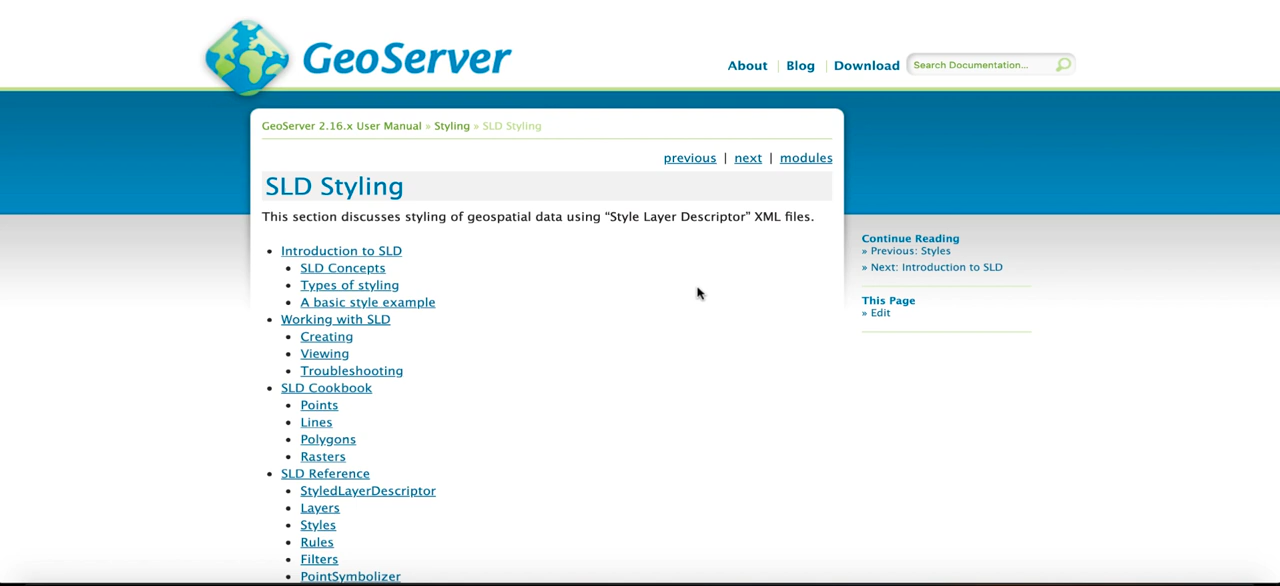 GeoServer
About | Blog | Download Search Documentation...
GeoServer 2.16.x User Manual » Styling » SLD Styling
previous | next | modules
SLD Styling
This section discusses styling of geospatial data using “Style Layer Descriptor” XML files.
Continue Reading
» Previous: Styles
» Next: Introduction to SLD
This Page
» Edit
• Introduction to SLD
• SLD Concepts
• Types of styling
• A basic style example
• Working with SLD
• Creating
• Viewing
• Troubleshooting
• SLD Cookbook
• Points
• Lines
• Polygons
• Rasters
• SLD Reference
• StyledLayerDescriptor
• Layers
• Styles
• Rules
• Filters
• PointSymbolizer